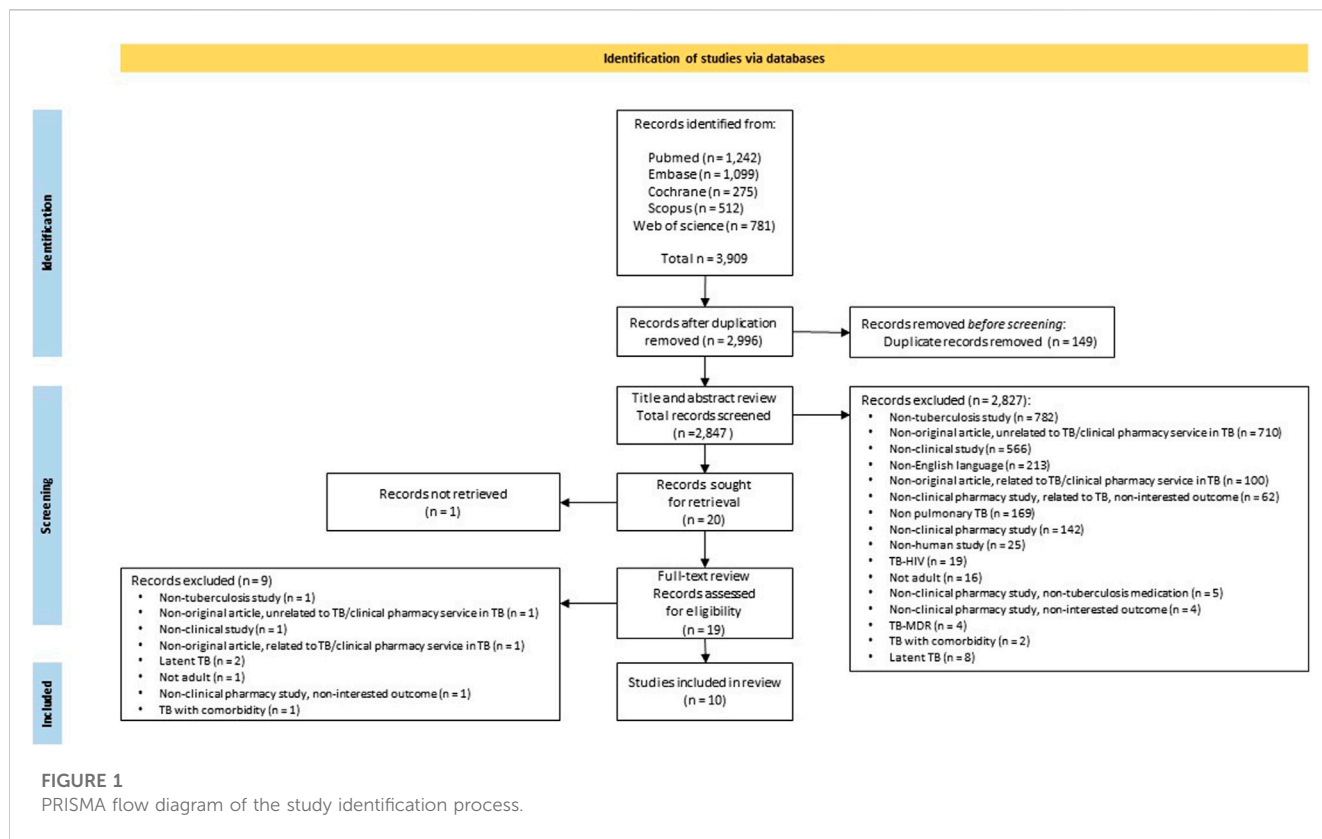 Identification of studies via databases
Identification
Records identified from:
Pubmed (n = 1,242)
Embase (n = 1,099)
Cochrane (n = 275)
Scopus (n = 512)
Web of science (n = 781)
Total n = 3,909
Records after duplication
removed (n = 2,996)
Records removed before screening:
Duplicate records removed (n = 149)
Screening
Title and abstract review
Total records screened
(n =2,847 )
Records excluded (n = 2,827):
• Non-tuberculosis study (n = 782)
• Non-original article, unrelated to TB/clinical pharmacy service in TB (n = 710)
• Non-clinical study (n = 566)
• Non-English language (n = 213)
• Non-original article, related to TB/clinical pharmacy service in TB (n = 100)
• Non-clinical pharmacy study, related to TB, non-interested outcome (n = 62)
• Non pulmonary TB (n = 169)
• Non-clinical pharmacy study (n = 142)
• Non-human study (n = 25)
• TB-HIV (n = 19)
• Not adult (n = 16)
• Non-clinical pharmacy study, non-tuberculosis medication (n = 5)
• Non-clinical pharmacy study, non-interested outcome (n = 4)
• TB-MDR (n = 4)
• TB with comorbidity (n = 2)
• Latent TB (n = 8)
Records sought
for retrieval
(n = 20)
Records not retrieved
(n = 1)
Full-text review
Records assessed
for eligibility
(n = 19)
Records excluded (n = 9)
• Non-tuberculosis study (n = 1)
• Non-original article, unrelated to TB/clinical pharmacy service in TB (n = 1)
• Non-clinical study (n = 1)
• Non-original article, related to TB/clinical pharmacy service in TB (n = 1)
• Latent TB (n = 2)
• Not adult (n = 1)
• Non-clinical pharmacy study, non-interested outcome (n = 1)
• TB with comorbidity (n = 1)
Included
Studies included in review
(n = 10)
FIGURE 1
PRISMA flow diagram of the study identification process.